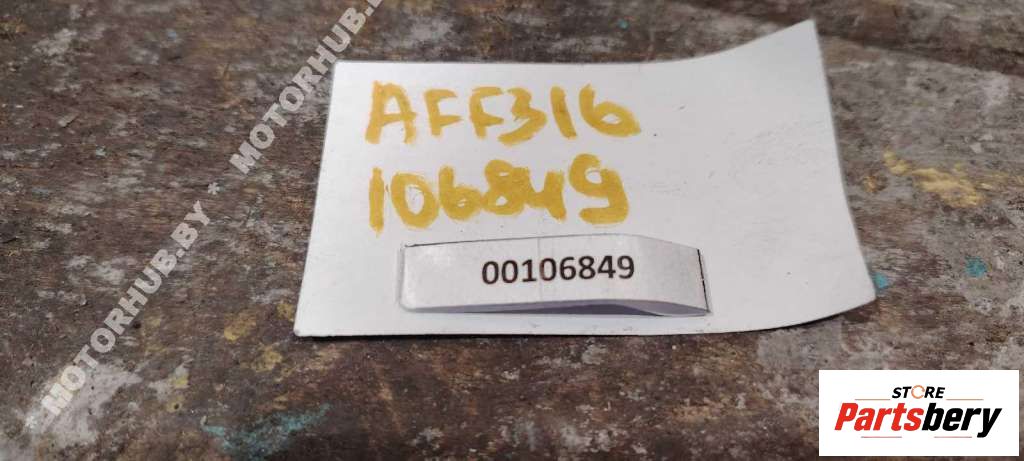 MOTORHUB.BY * MOTORHUB.BY
AFF316
106849
00106849
STORE
Partsbery